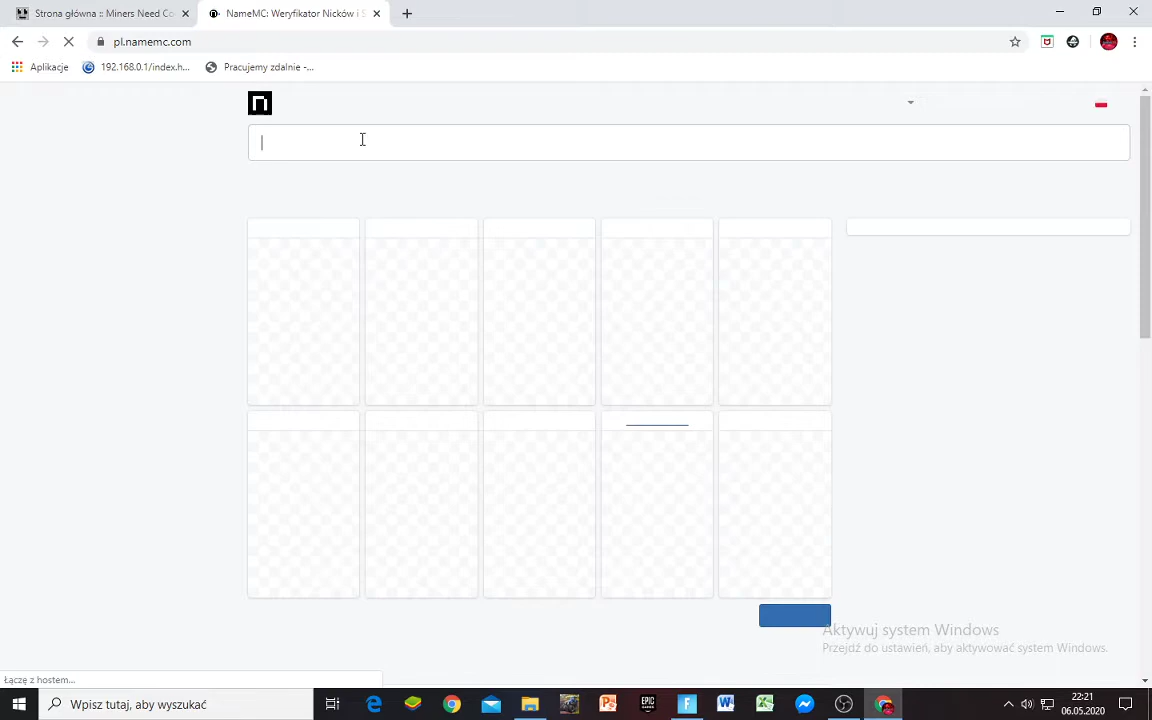 Strona główna :: Miners Need Co
NameMC: Weryfikator Nicków i S
pl.namemc.com
Aplikacje
192.168.0.1/index.h...
Pracujemy zdalnie -...
n
Aktywuj system Windows
Przejdź do ustawień, aby aktywować system Windows.
Łączę z hostem...
Wpisz tutaj, aby wyszukać
EPIC
GAMES
22:21
06.05.2020